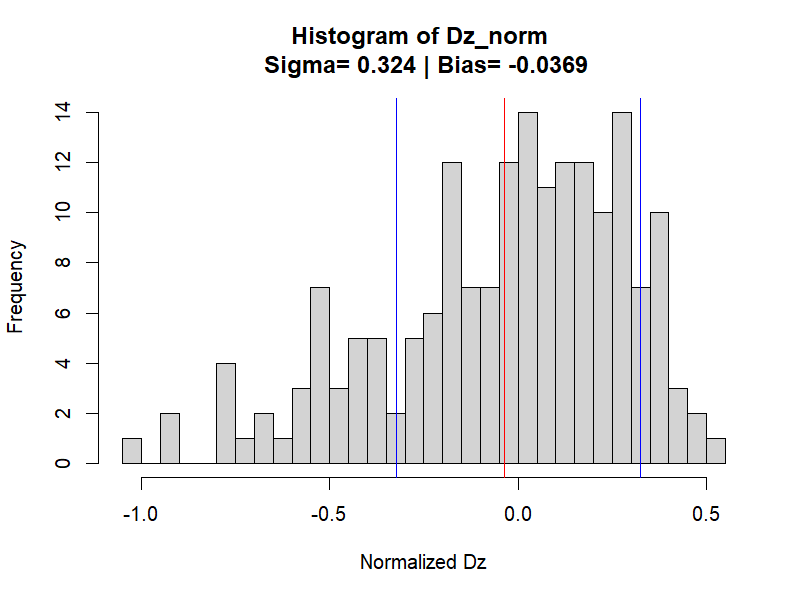 Histogram of Dz_norm
Sigma= 0.324 | Bias= -0.0369
Frequency
14
12
10
8
6
4
2
0
-1.0 -0.5 0.0 0.5
Normalized Dz